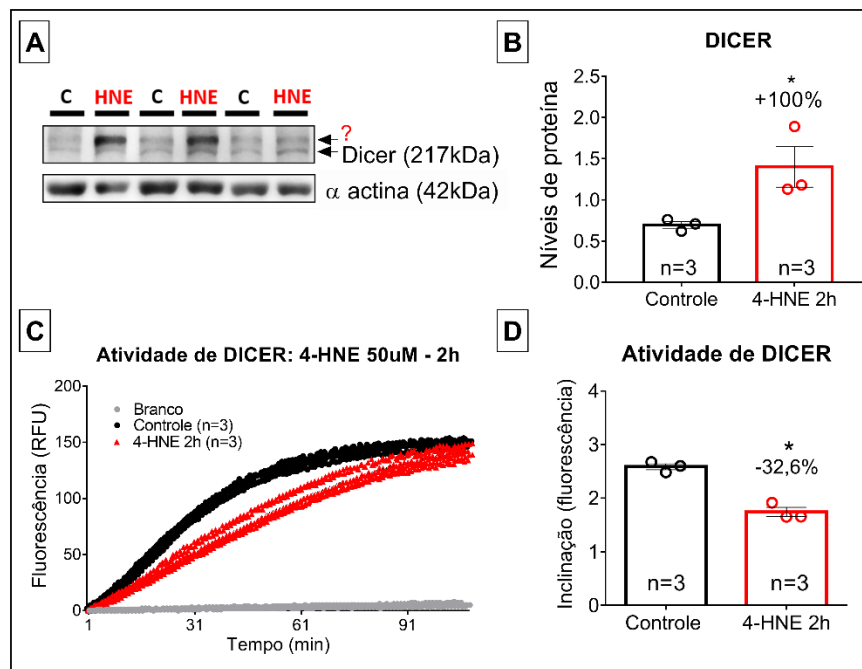 A
C HNE C HNE C HNE
?
Dicer (217kDa)
α actina (42kDa)
B
DICER
Níveis de proteína
2.5
2.0
1.5
1.0
0.5
0.0
*
+100%
n=3 n=3
Controle 4-HNE 2h
C
Atividade de DICER: 4-HNE 50uM - 2h
Fluorescência (RFU)
200
150
100
50
0
Branco
Controle (n=3)
4-HNE 2h (n=3)
1 31 61 91
Tempo (min)
D
Atividade de DICER
Inclinação (fluorescência)
4
3
2
1
0
*
-32,6%
n=3 n=3
Controle 4-HNE 2h